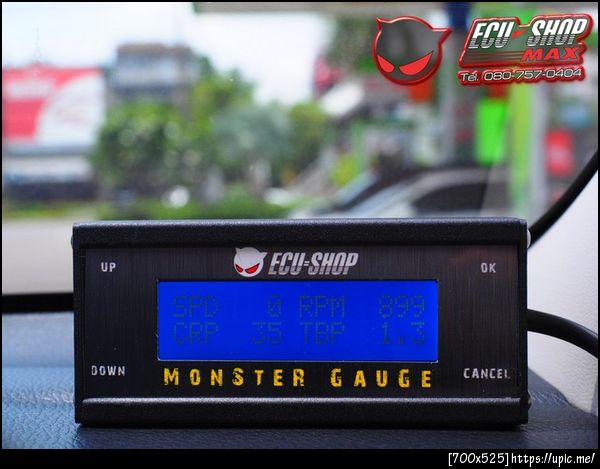 ECU=SHOP
MAX
Tel. 080-757-0404
ECU=SHOP
UP
OK
SPD 0 RPM 899
CRP 35 TBP 1.3
DOWN
CANCEL
MONSTER GAUGE
[700x525]https://upic.me/